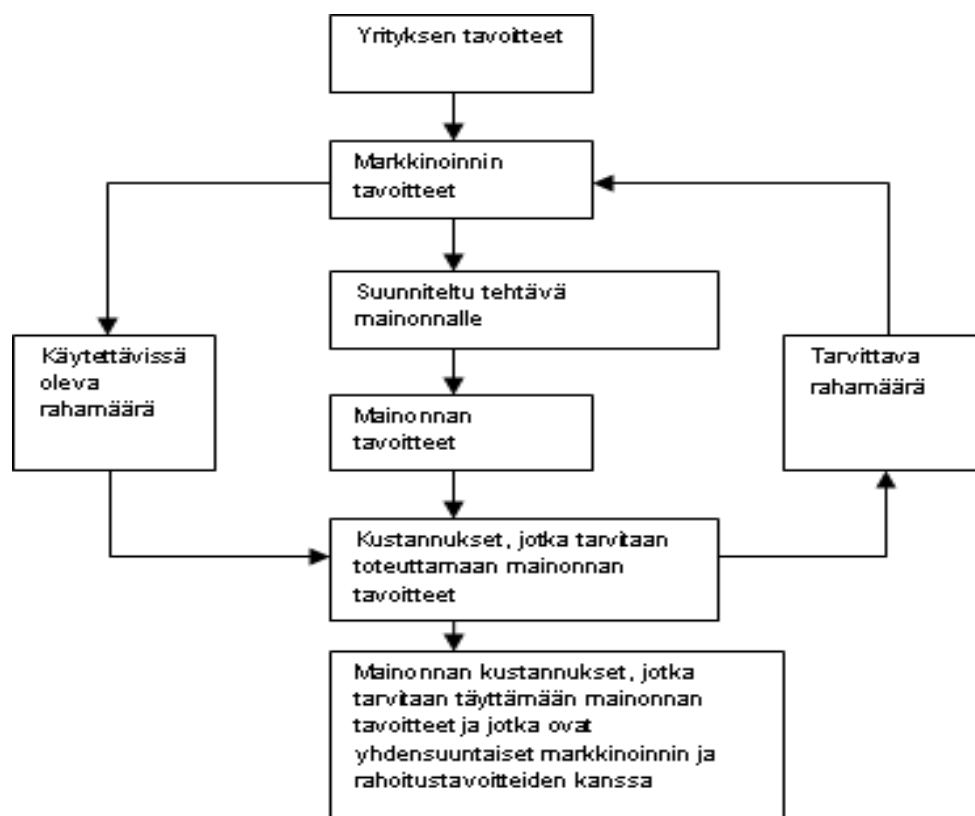 Yrityksen tavoitteet
Markkinoinnin
tavoitteet
Suunniteltu tehtävä
mainonnalle
Käytettävissä
oleva
rahamäärä
Tarvittava
rahamäärä
Mainonnan
tavoitteet
Kustannukset, jotka tarvitaan
toteuttamaan mainonnan
tavoitteet
Mainonnan kustannukset, jotka
tarvitaan täyttämään mainonnan
tavoitteet ja jotka ovat
yhdensuuntaiset markkinoinnin ja
rahoitustavoitteiden kanssa